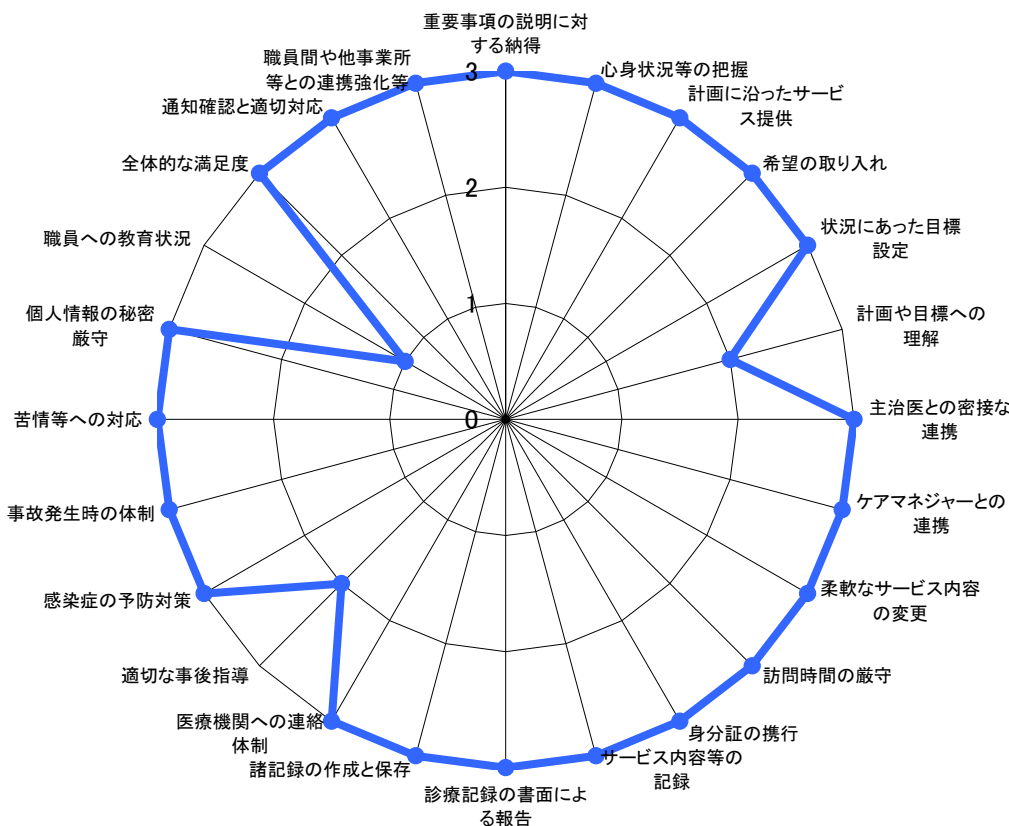 重要事項の説明に対
する納得
心身状況等の把握
計画に沿ったサービ
ス提供
希望の取り入れ
状況にあった目標
設定
計画や目標への
理解
主治医との密接な
連携
ケアマネジャーとの
連携
柔軟なサービス内容
の変更
訪問時間の厳守
身分証の携行
サービス内容等の
記録
診療記録の書面によ
る報告
諸記録の作成と保存
医療機関への連絡
体制
適切な事後指導
感染症の予防対策
事故発生時の体制
苦情等への対応
個人情報の秘密
厳守
職員への教育状況
全体的な満足度
通知確認と適切対応
職員間や他事業所
等との連携強化等
3
2
1
0